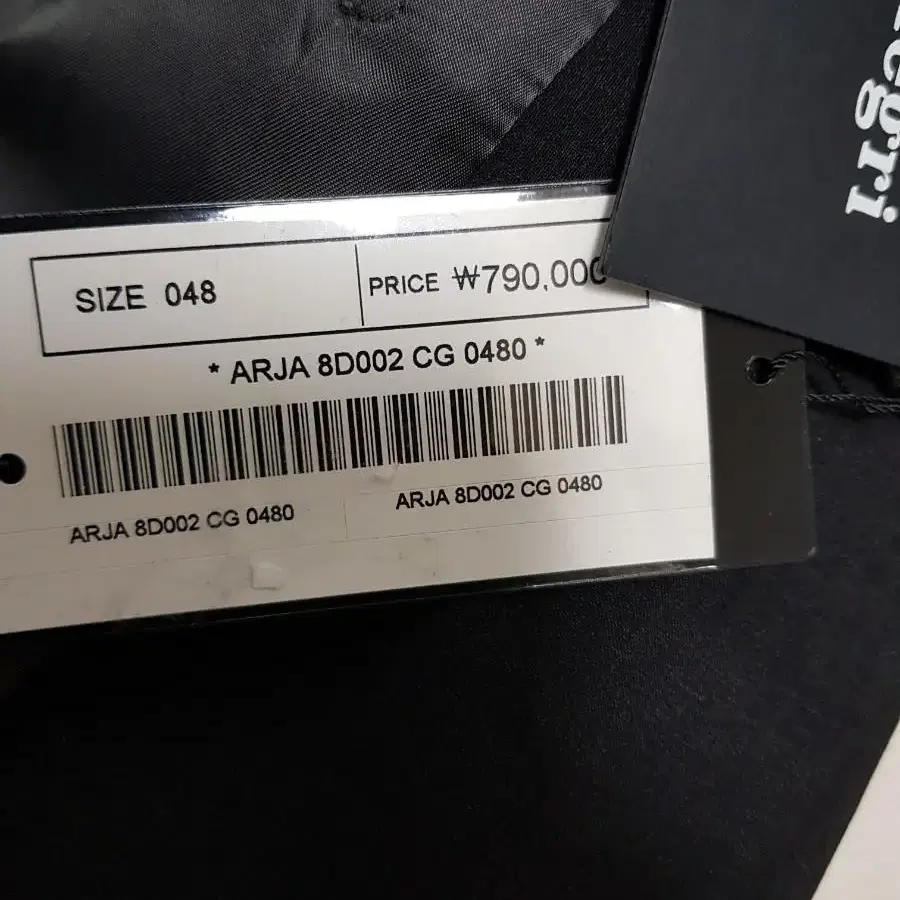 SIZE 048
PRICE ₩790,000
* ARJA 8D002 CG 0480 *
ARJA 8D002 CG 0480
ARJA 8D002 CG 0480